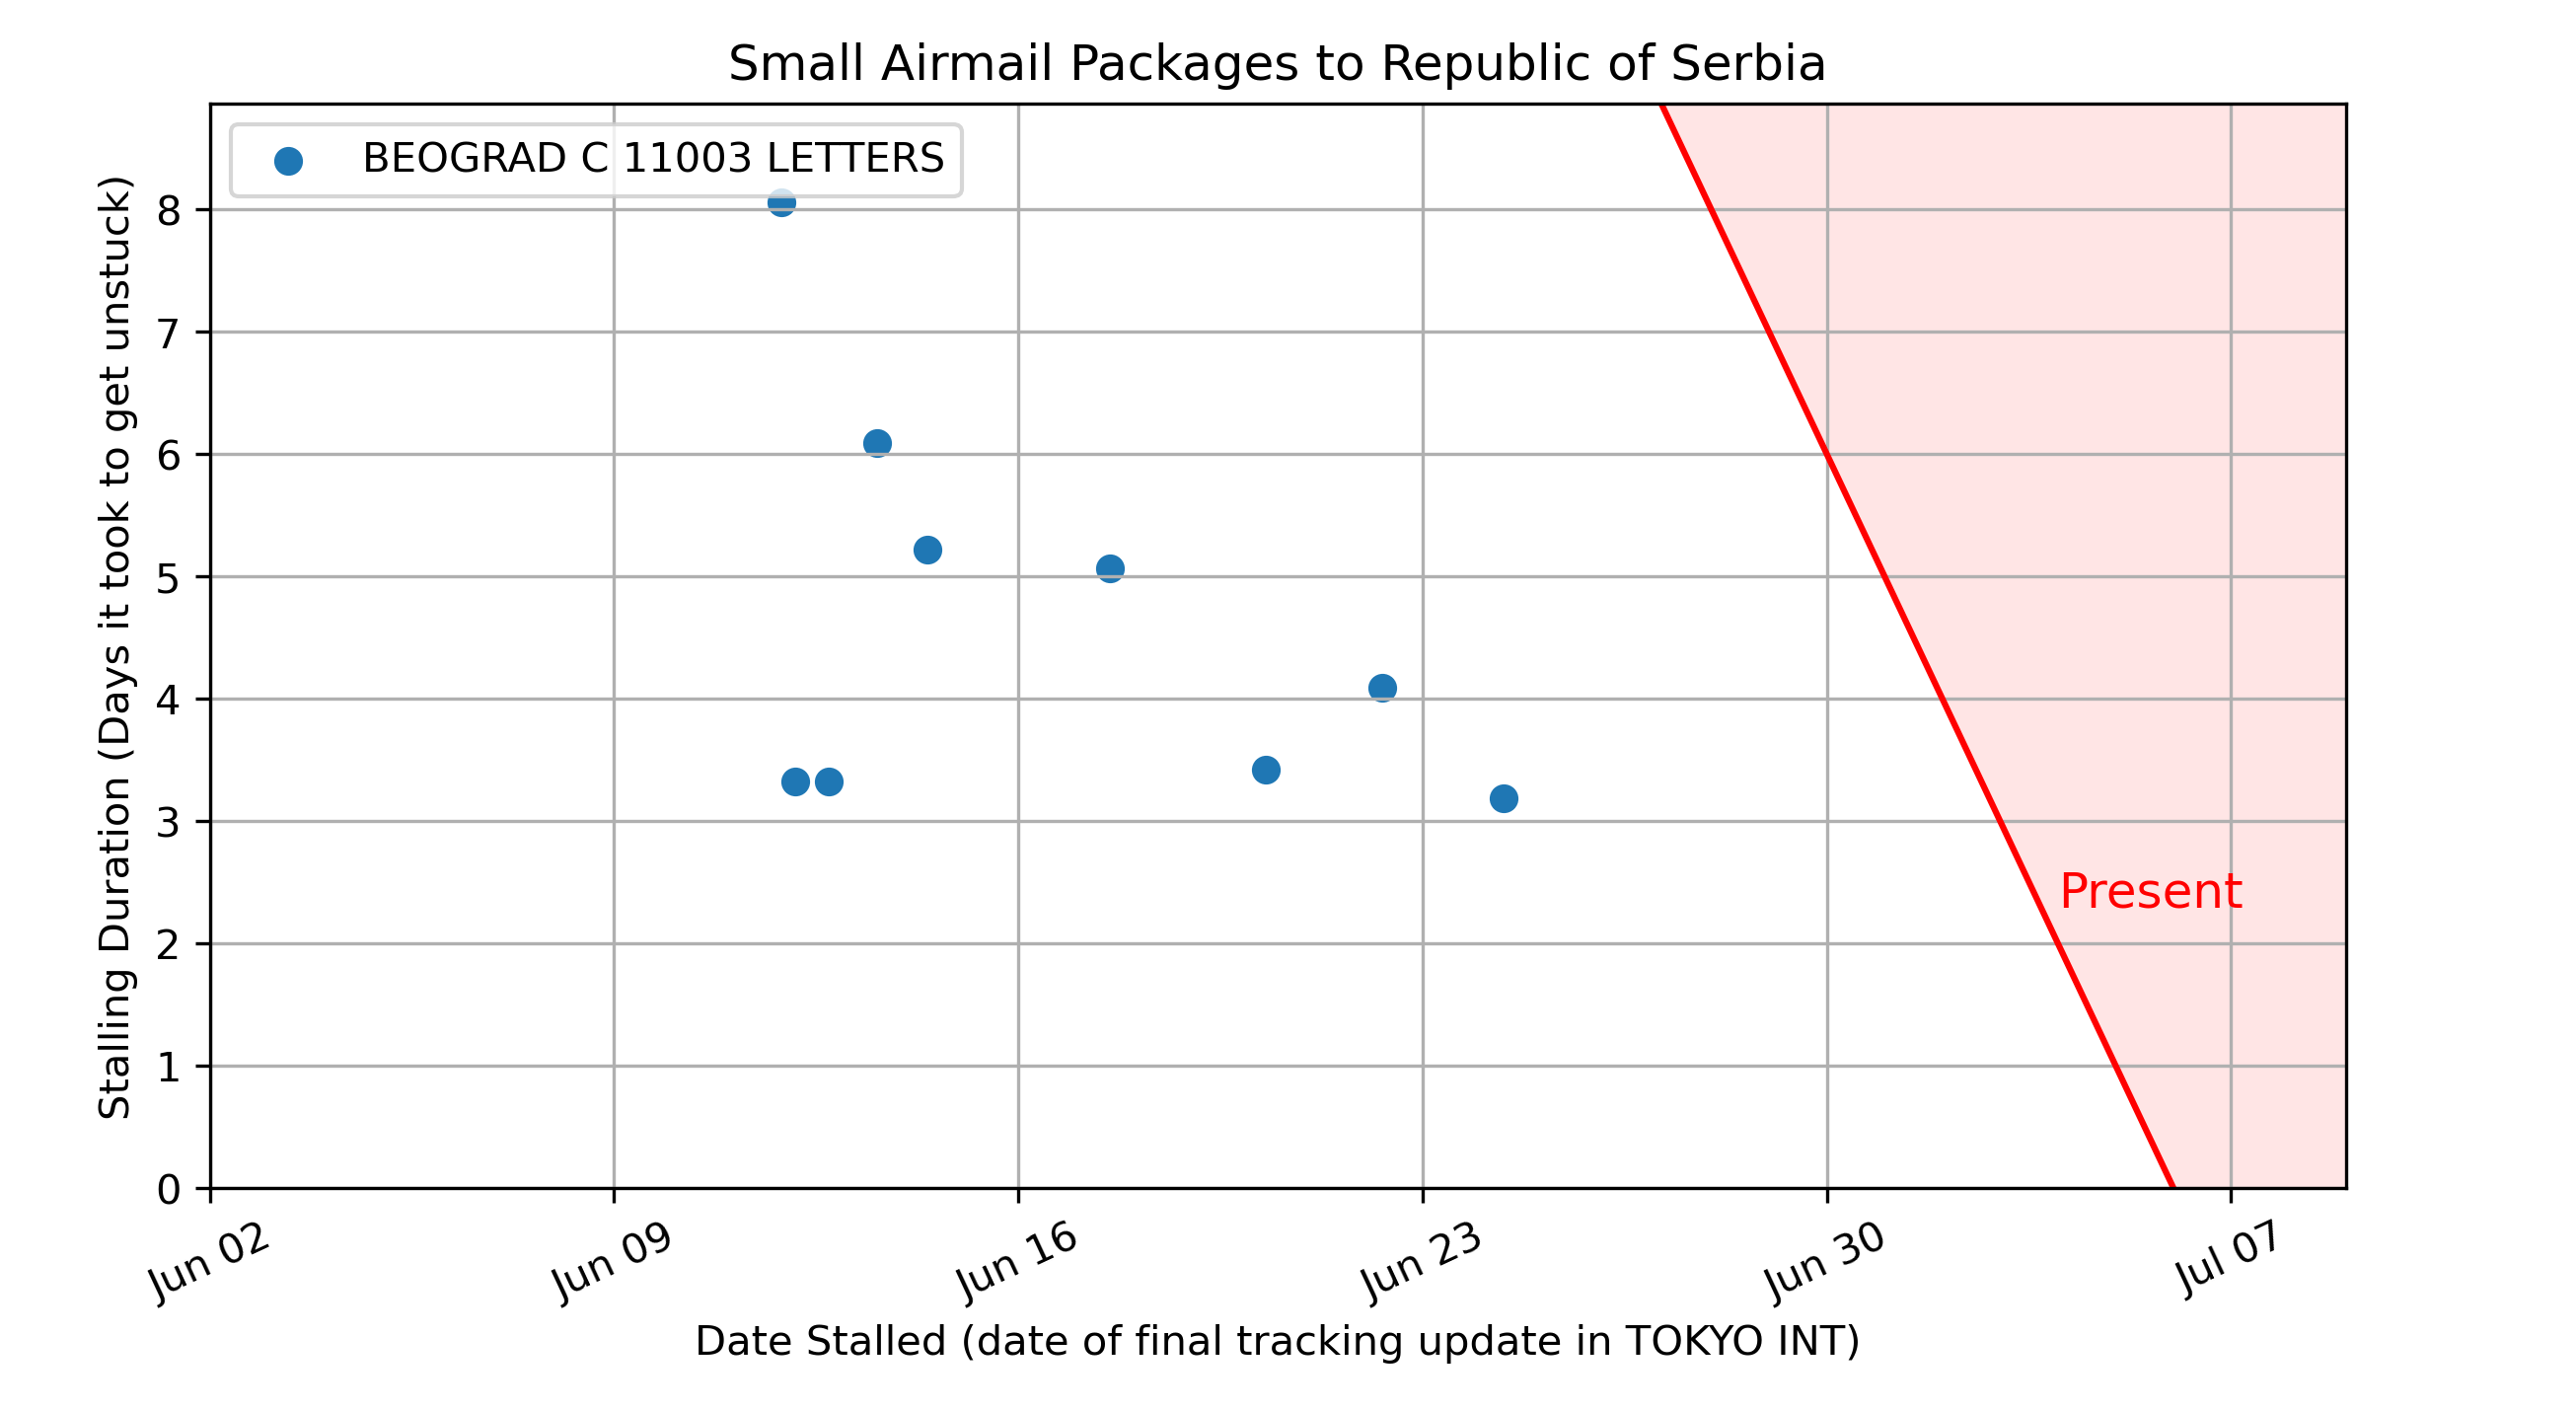 Small Airmail Packages to Republic of Serbia
BEOGRAD C 11003 LETTERS
Stalling Duration (Days it took to get unstuck)
8
7
6
5
4
3
2
1
0
Present
Jun 02
Jun 09
Jun 16
Jun 23
Jun 30
Jul 07
Date Stalled (date of final tracking update in TOKYO INT)